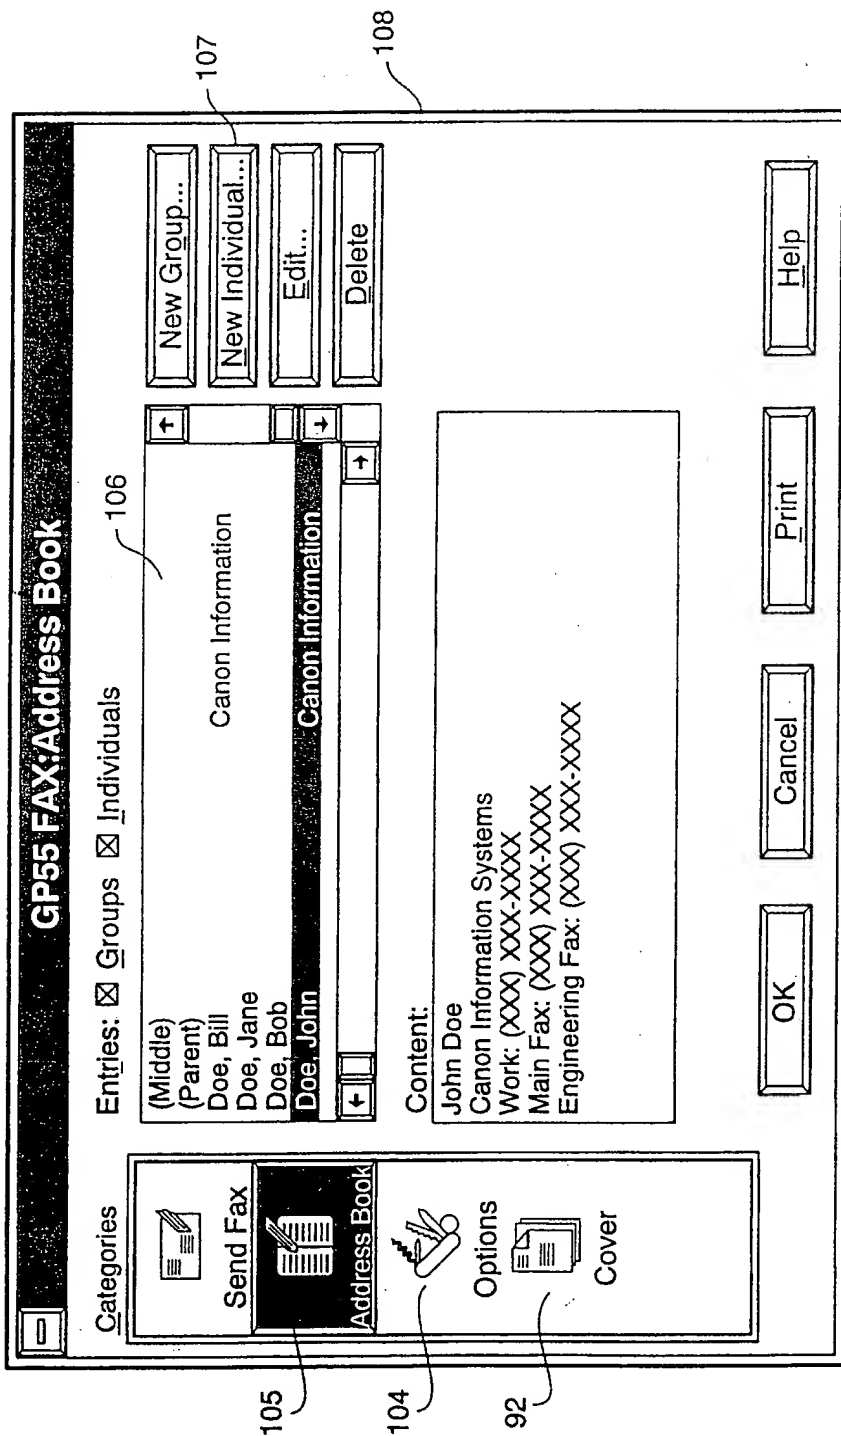 GP55 FAX:Address Book
Categories
Send Fax
Address Book
Options
Cover
Entries: ☒ Groups ☒ Individuals
(Middle)
(Parent)
Doe, Bill Canon Information
Doe, Jane
Doe, Bob
Doe, John Canon Information
New Group...
New Individual...
Edit...
Delete
Content:
John Doe
Canon Information Systems
Work: (XXX) XXX-XXXX
Main Fax: (XXX) XXX-XXXX
Engineering Fax: (XXX) XXX-XXXX
OK
Cancel
Print
Help
105
104
92
106
107
108